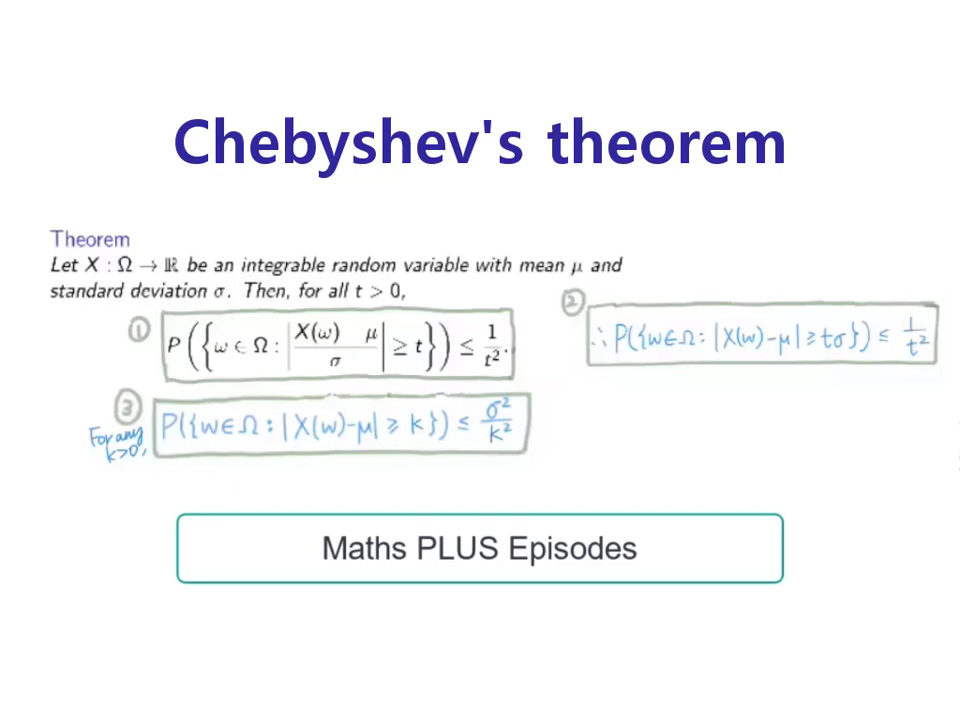 Chebyshev's theorem
Theorem
Let X : Ω → ℝ be an integrable random variable with mean μ and
standard deviation σ. Then, for all t > 0,
① P({ω ∈ Ω : |X(ω) μ / σ| ≥ t}) ≤ 1/t².
② ∴ P({ω∈Ω : |X(ω)-μ| ≥ tσ}) ≤ 1/t²
③ For any k>0, P({ω∈Ω : |X(ω)-μ| ≥ k}) ≤ σ²/k²
Maths PLUS Episodes